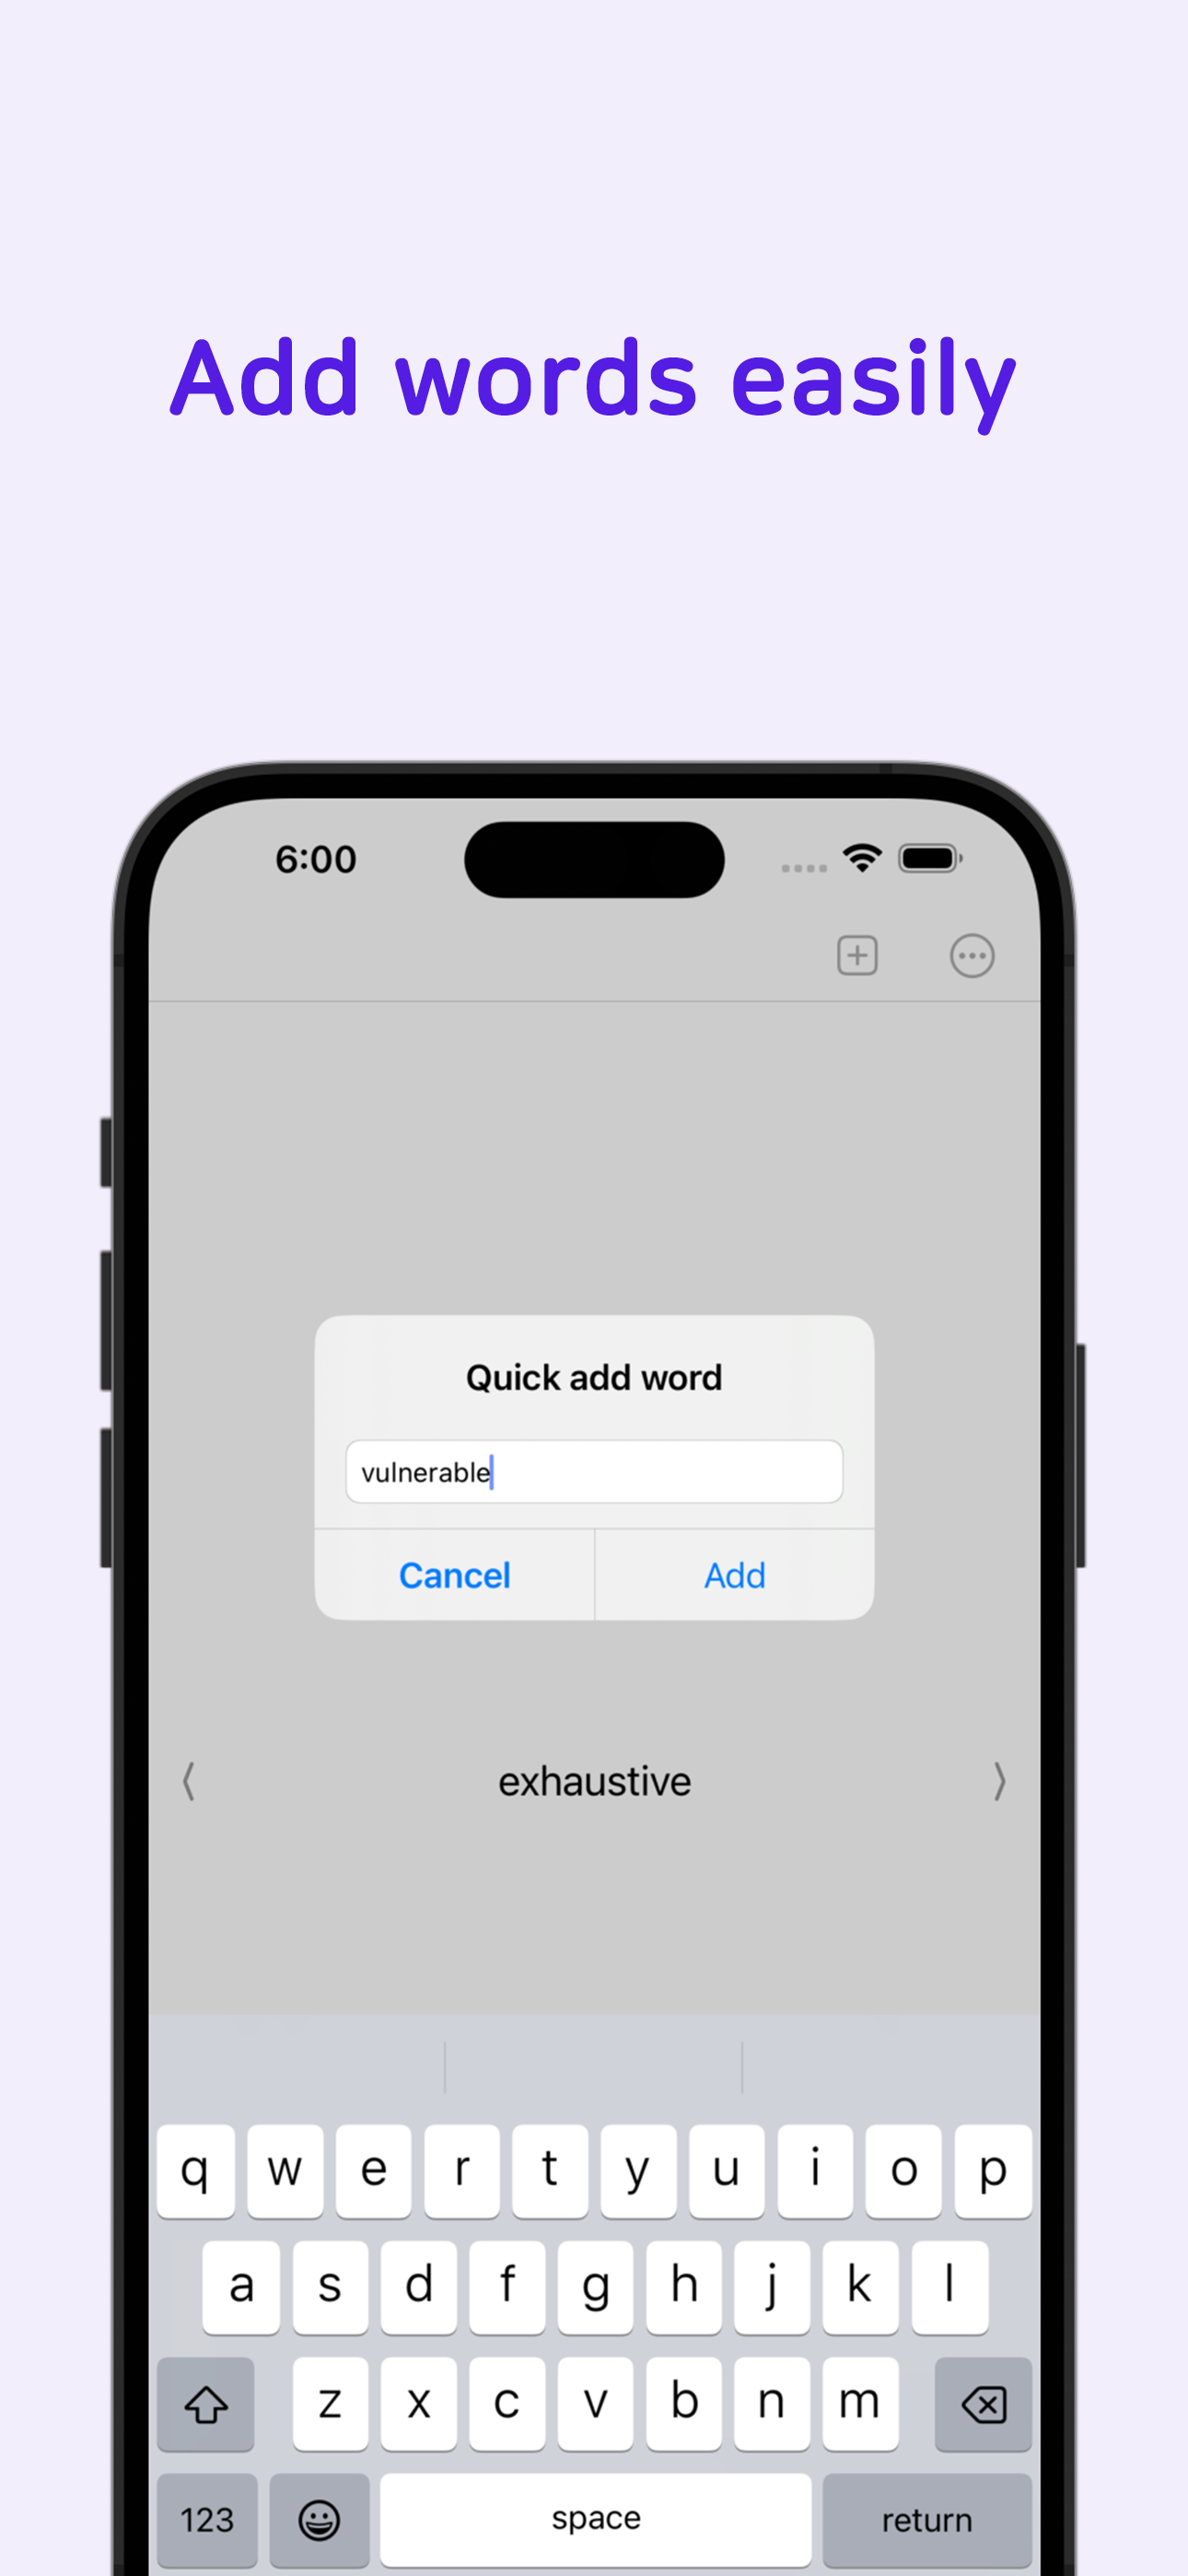 Add words easily
6:00
Quick add word
vulnerable
Cancel Add
exhaustive
q w e r t y u i o p
a s d f g h j k l
z x c v b n m
123 space return